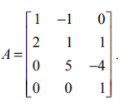 A = [ 1 -1 0
2 1 1
0 5 -4
0 0 1 ] .